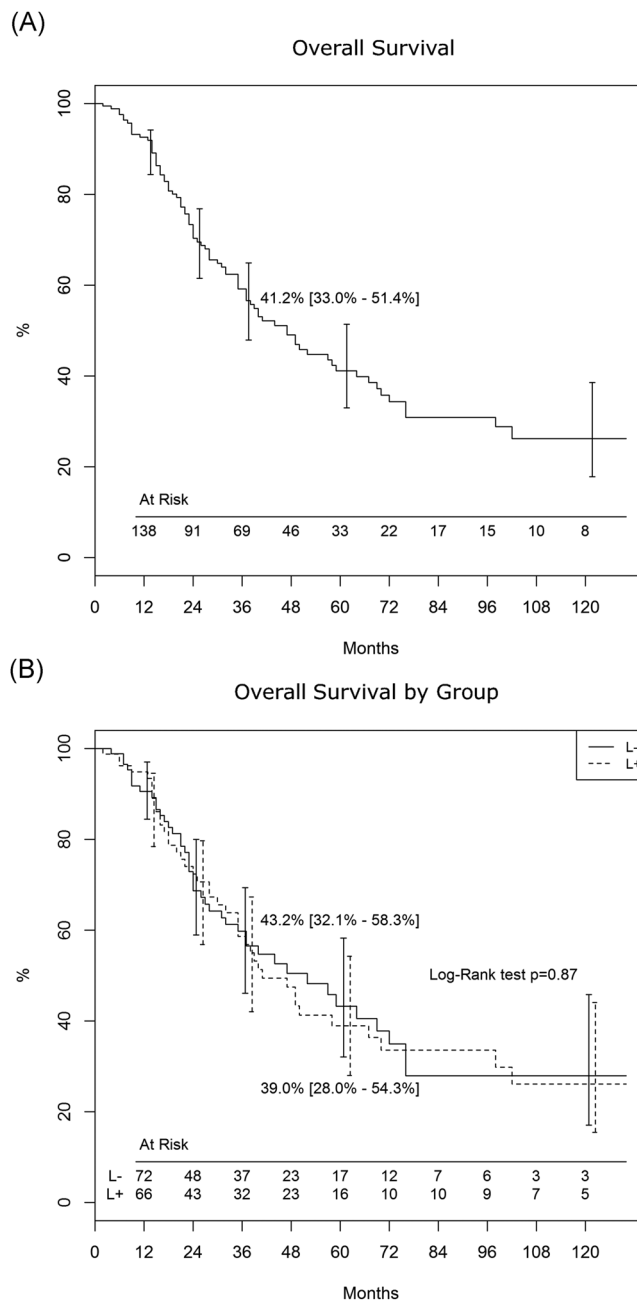 (A)
Overall Survival
100
80
60
40
20
0
%
41.2% [33.0% - 51.4%]
At Risk
138 91 69 46 33 22 17 15 10 8
0 12 24 36 48 60 72 84 96 108 120
Months
(B)
Overall Survival by Group
L-
L+
100
80
60
40
20
0
%
43.2% [32.1% - 58.3%]
Log-Rank test p=0.87
39.0% [28.0% - 54.3%]
At Risk
L- 72 48 37 23 17 12 7 6 3 3
L+ 66 43 32 23 16 10 10 9 7 5
0 12 24 36 48 60 72 84 96 108 120
Months